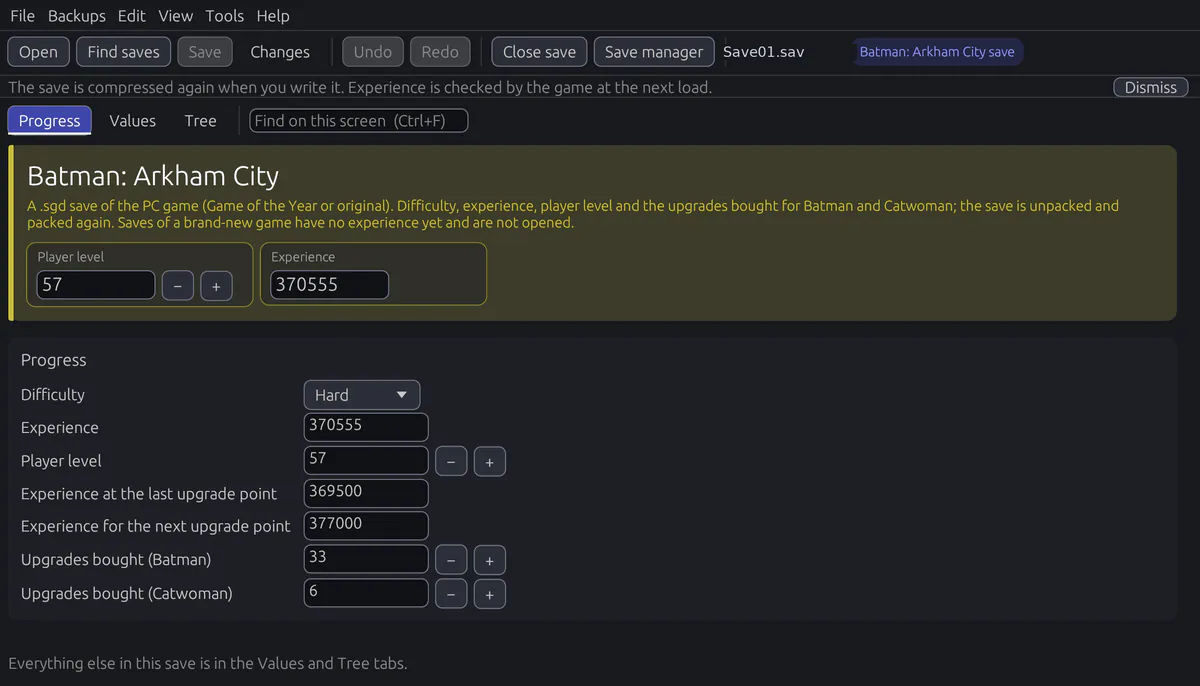 File Backups Edit View Tools Help
Open Find saves Save Changes Undo Redo Close save Save manager Save01.sav Batman: Arkham City save
The save is compressed again when you write it. Experience is checked by the game at the next load. Dismiss
Progress Values Tree Find on this screen (Ctrl+F)
Batman: Arkham City
A .sgd save of the PC game (Game of the Year or original). Difficulty, experience, player level and the upgrades bought for Batman and Catwoman; the save is unpacked and
packed again. Saves of a brand-new game have no experience yet and are not opened.
Player level Experience
57 – + 370555
Progress
Difficulty Hard
Experience 370555
Player level 57 – +
Experience at the last upgrade point 369500
Experience for the next upgrade point 377000
Upgrades bought (Batman) 33 – +
Upgrades bought (Catwoman) 6 – +
Everything else in this save is in the Values and Tree tabs.